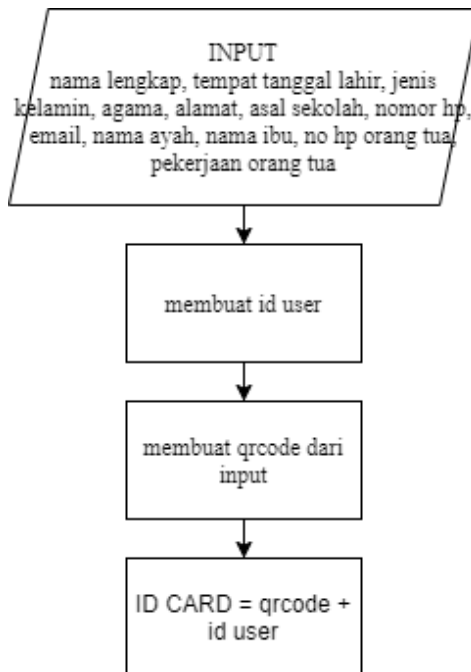 INPUT
nama lengkap, tempat tanggal lahir, jenis
kelamin, agama, alamat, asal sekolah, nomor hp,
email, nama ayah, nama ibu, no hp orang tua,
pekerjaan orang tua
membuat id user
membuat qrcode dari
input
ID CARD = qrcode +
id user